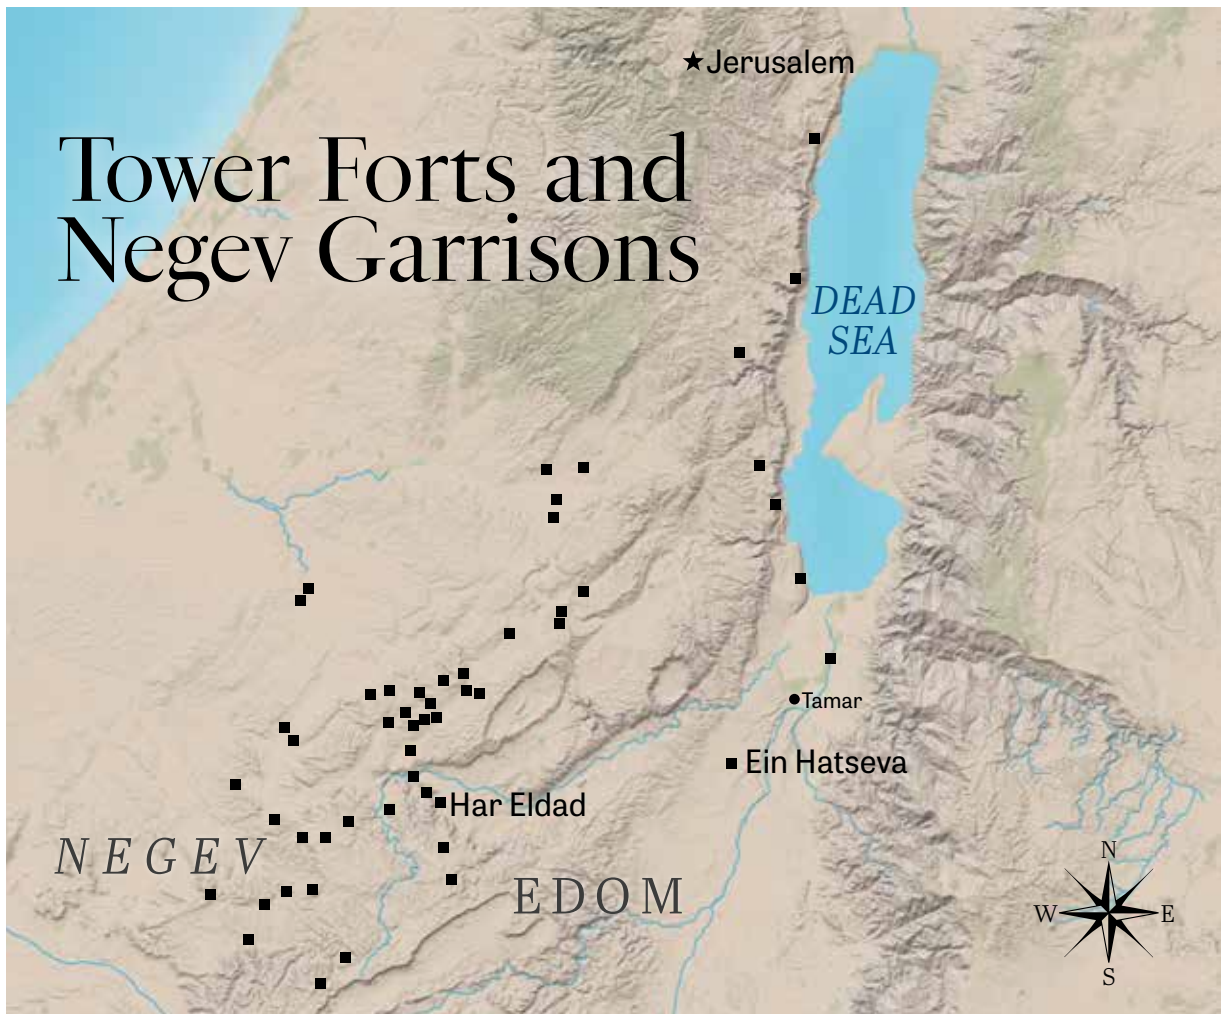 Jerusalem
Tower Forts and
Negev Garrisons
DEAD
SEA
Tamar
Ein Hatseva
Har Eldad
NEGEV
EDOM
N
W
E
S